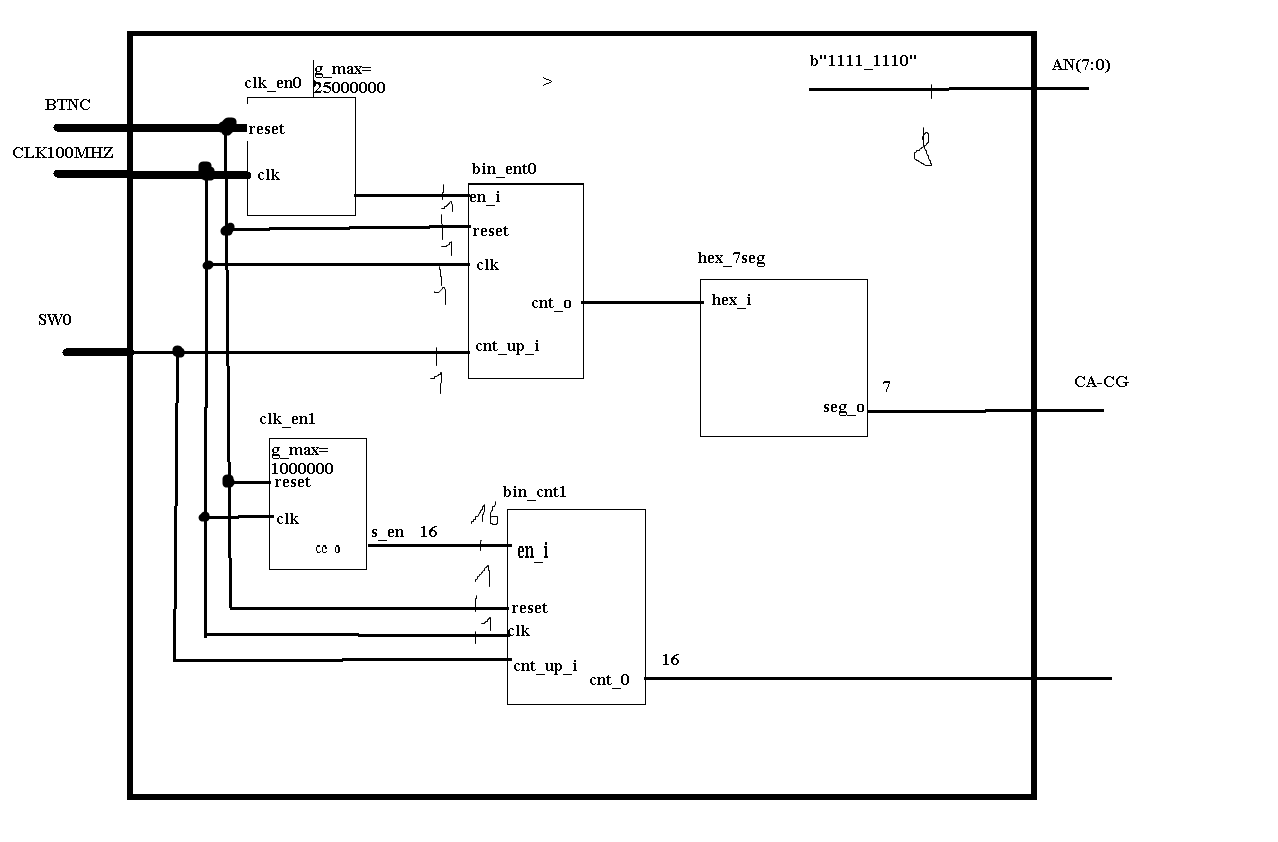 b"1111_1110"
AN(7:0)
g_max=
25000000
clk_en0
>
BTNC
reset
8
CLK100MHZ
clk
bin_ent0
en_i
1
reset
1
clk
1
cnt_o
hex_7seg
hex_i
SW0
cnt_up_i
1
7
CA-CG
seg_o
clk_en1
g_max=
1000000
reset
clk
ce_o
s_en 16
bin_cnt1
16
en_i
1
reset
1
clk
cnt_up_i
cnt_0
16